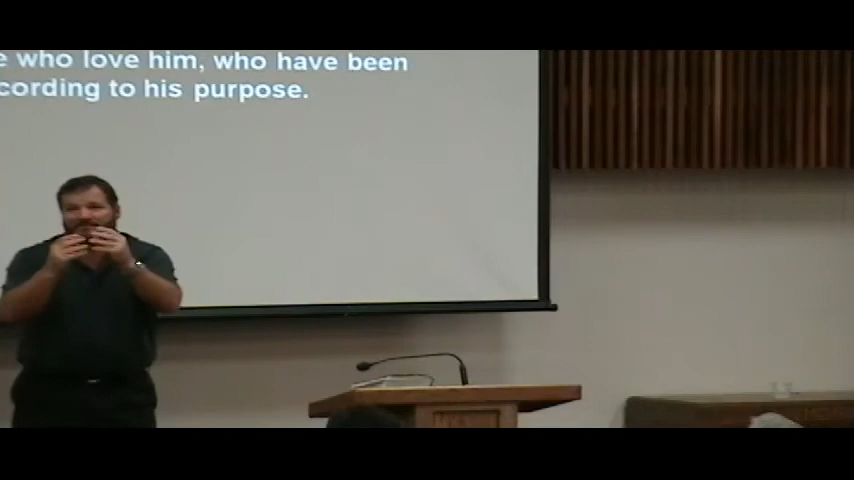 e who love him, who have been
cording to his purpose.